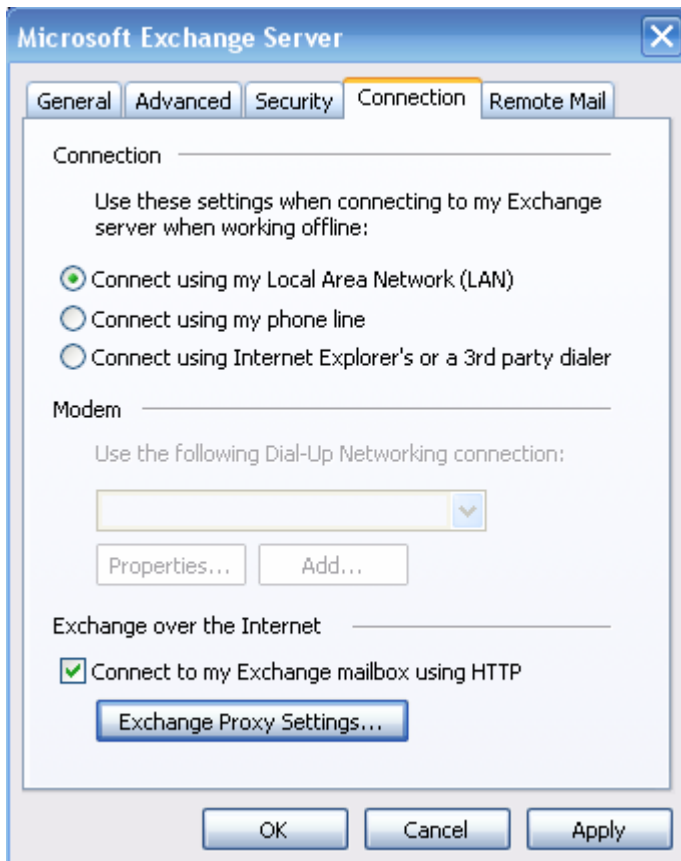 Microsoft Exchange Server
General Advanced Security Connection Remote Mail
Connection
Use these settings when connecting to my Exchange
server when working offline:
Connect using my Local Area Network (LAN)
Connect using my phone line
Connect using Internet Explorer's or a 3rd party dialer
Modem
Use the following Dial-Up Networking connection:
Properties... Add...
Exchange over the Internet
Connect to my Exchange mailbox using HTTP
Exchange Proxy Settings...
OK Cancel Apply